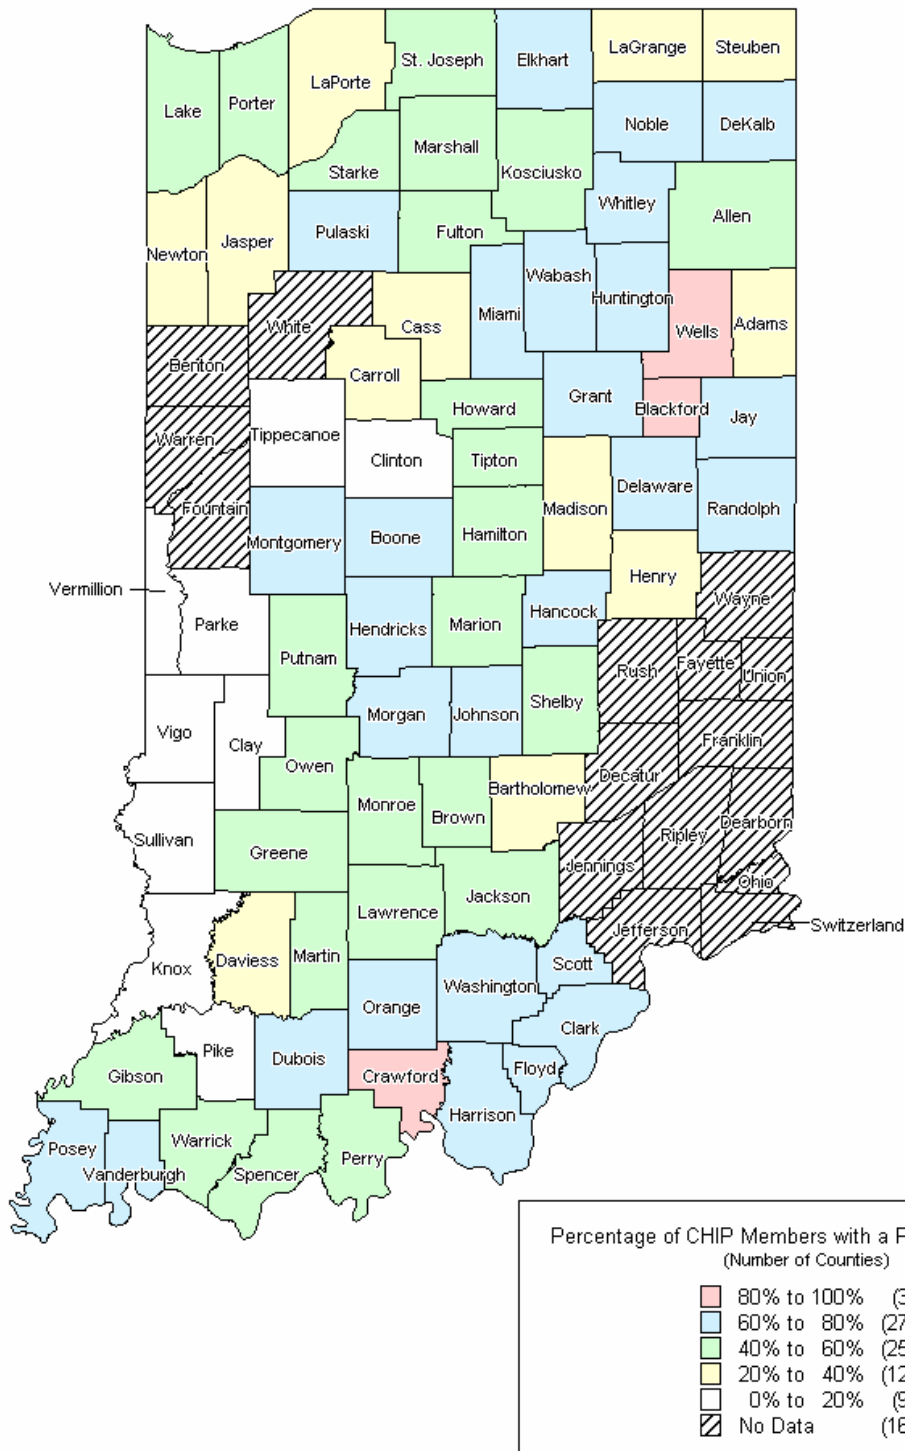 St. Joseph
Elkhart
LaGrange
Steuben
LaPorte
Lake
Porter
Noble
DeKalb
Marshall
Starke
Kosciusko
Whitley
Allen
Pulaski
Fulton
Newton
Jasper
Wabash
Huntington
Miami
White
Cass
Wells
Adams
Benton
Carroll
Grant
Blackford
Jay
Howard
Warren
Tippecanoe
Clinton
Tipton
Delaware
Fountain
Madison
Randolph
Montgomery
Boone
Hamilton
Henry
Vermillion
Wayne
Parke
Hendricks
Marion
Hancock
Putnam
Rush
Fayette
Union
Shelby
Morgan
Johnson
Vigo
Clay
Franklin
Owen
Decatur
Bartholomew
Monroe
Brown
Dearborn
Sullivan
Ripley
Greene
Jennings
Ohio
Lawrence
Jackson
Switzerland
Jefferson
Martin
Daviess
Knox
Scott
Washington
Orange
Clark
Pike
Dubois
Floyd
Gibson
Crawford
Harrison
Posey
Warrick
Vanderburgh
Spencer
Perry
Percentage of CHIP Members with a P
(Number of Counties)
80% to 100% (3
60% to 80% (27
40% to 60% (25
20% to 40% (12
0% to 20% (9
No Data (16